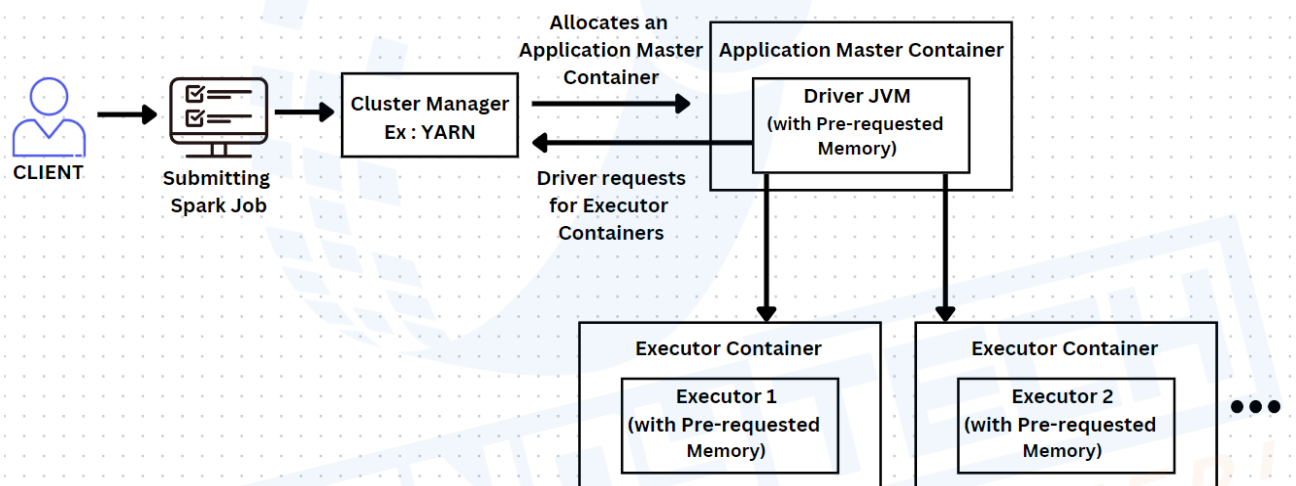 CLIENT
Submitting
Spark Job
Cluster Manager
Ex : YARN
Allocates an
Application Master
Container
Driver requests
for Executor
Containers
Application Master Container
Driver JVM
(with Pre-requested
Memory)
Executor Container
Executor 1
(with Pre-requested
Memory)
Executor Container
Executor 2
(with Pre-requested
Memory)